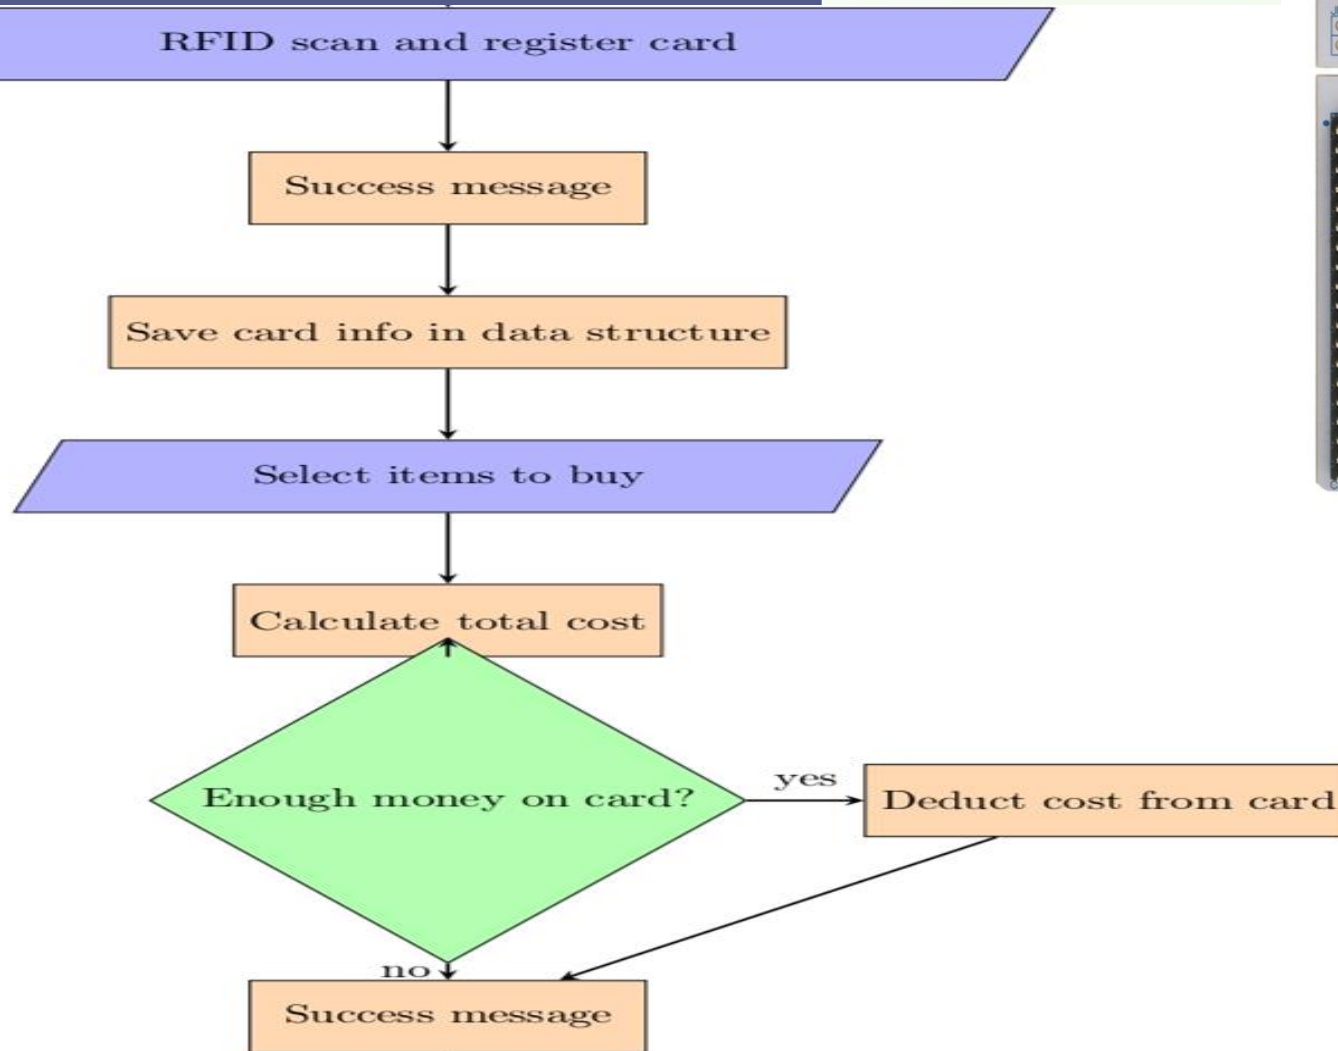 RFID scan and register card
Success message
Save card info in data structure
Select items to buy
Calculate total cost
Enough money on card?
yes
Deduct cost from card
no
Success message